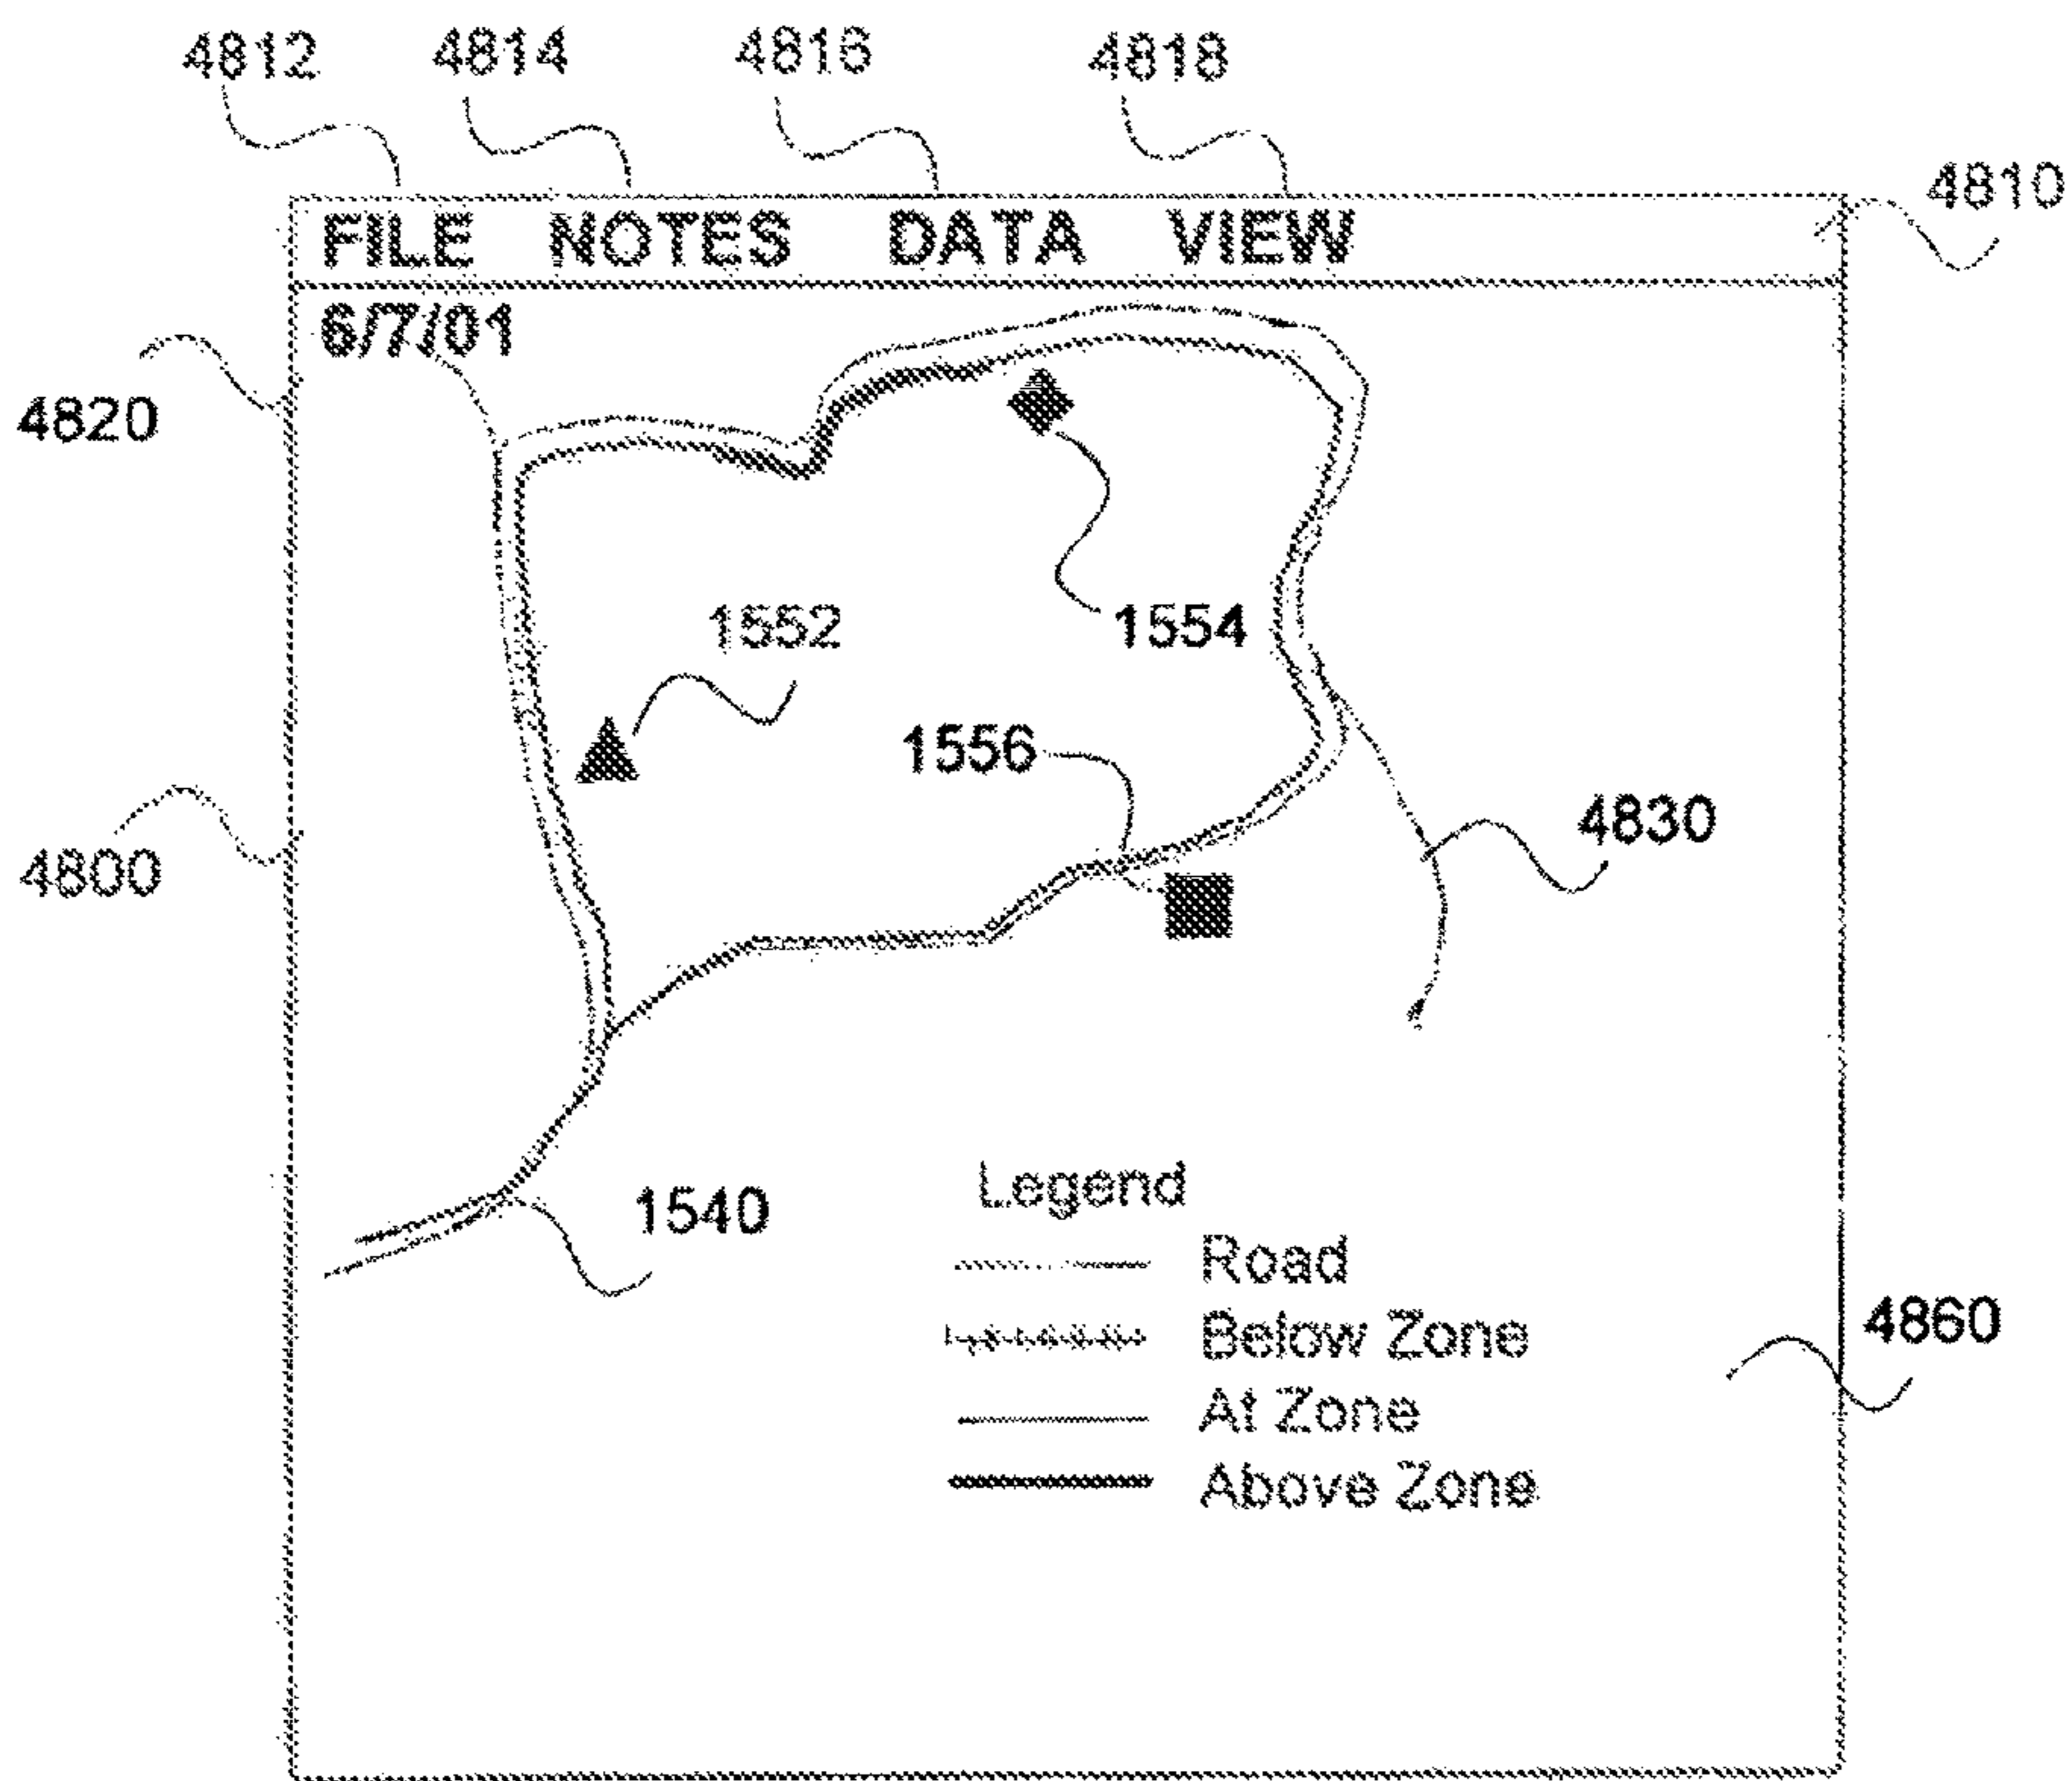 4812 4814 4816 4818
4810
FILE NOTES DATA VIEW
6/7/01
4820
1552
1554
1556
4830
4800
Legend
1540
Road
4860
Below Zone
At Zone
Above Zone